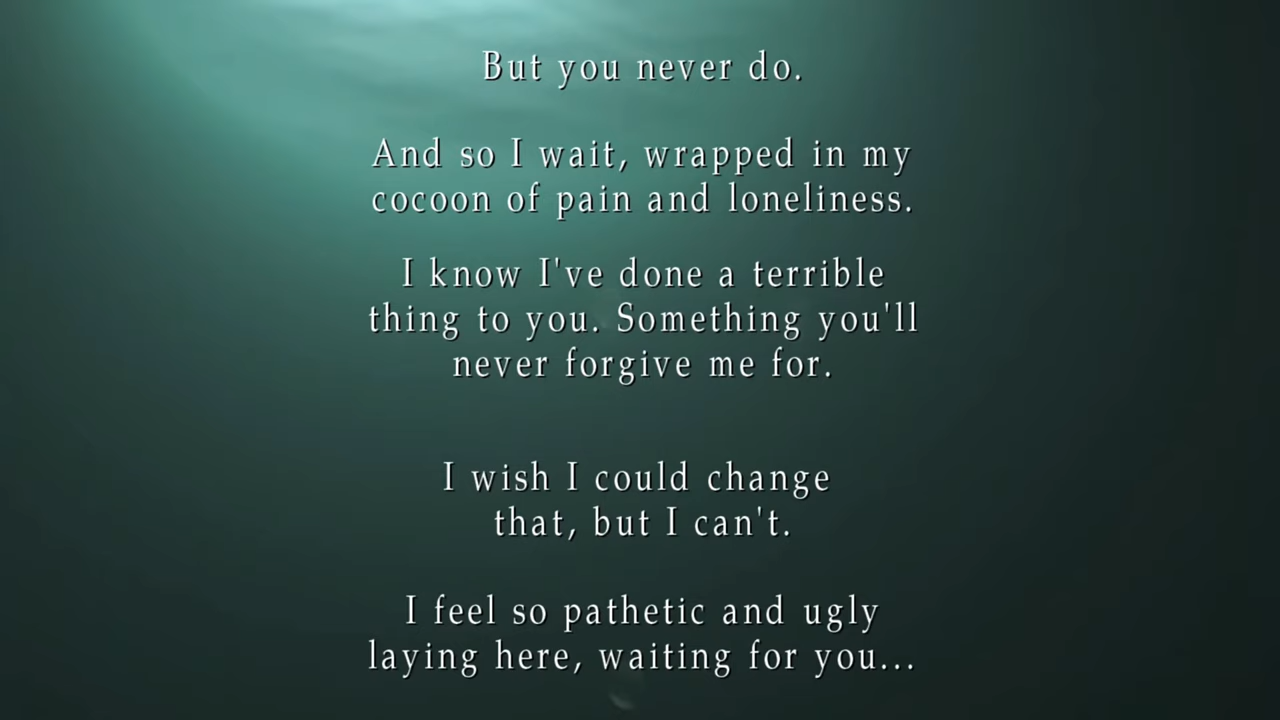 But you never do.
And so I wait, wrapped in my
cocoon of pain and loneliness.
I know I've done a terrible
thing to you. Something you'll
never forgive me for.
I wish I could change
that, but I can't.
I feel so pathetic and ugly
laying here, waiting for you...